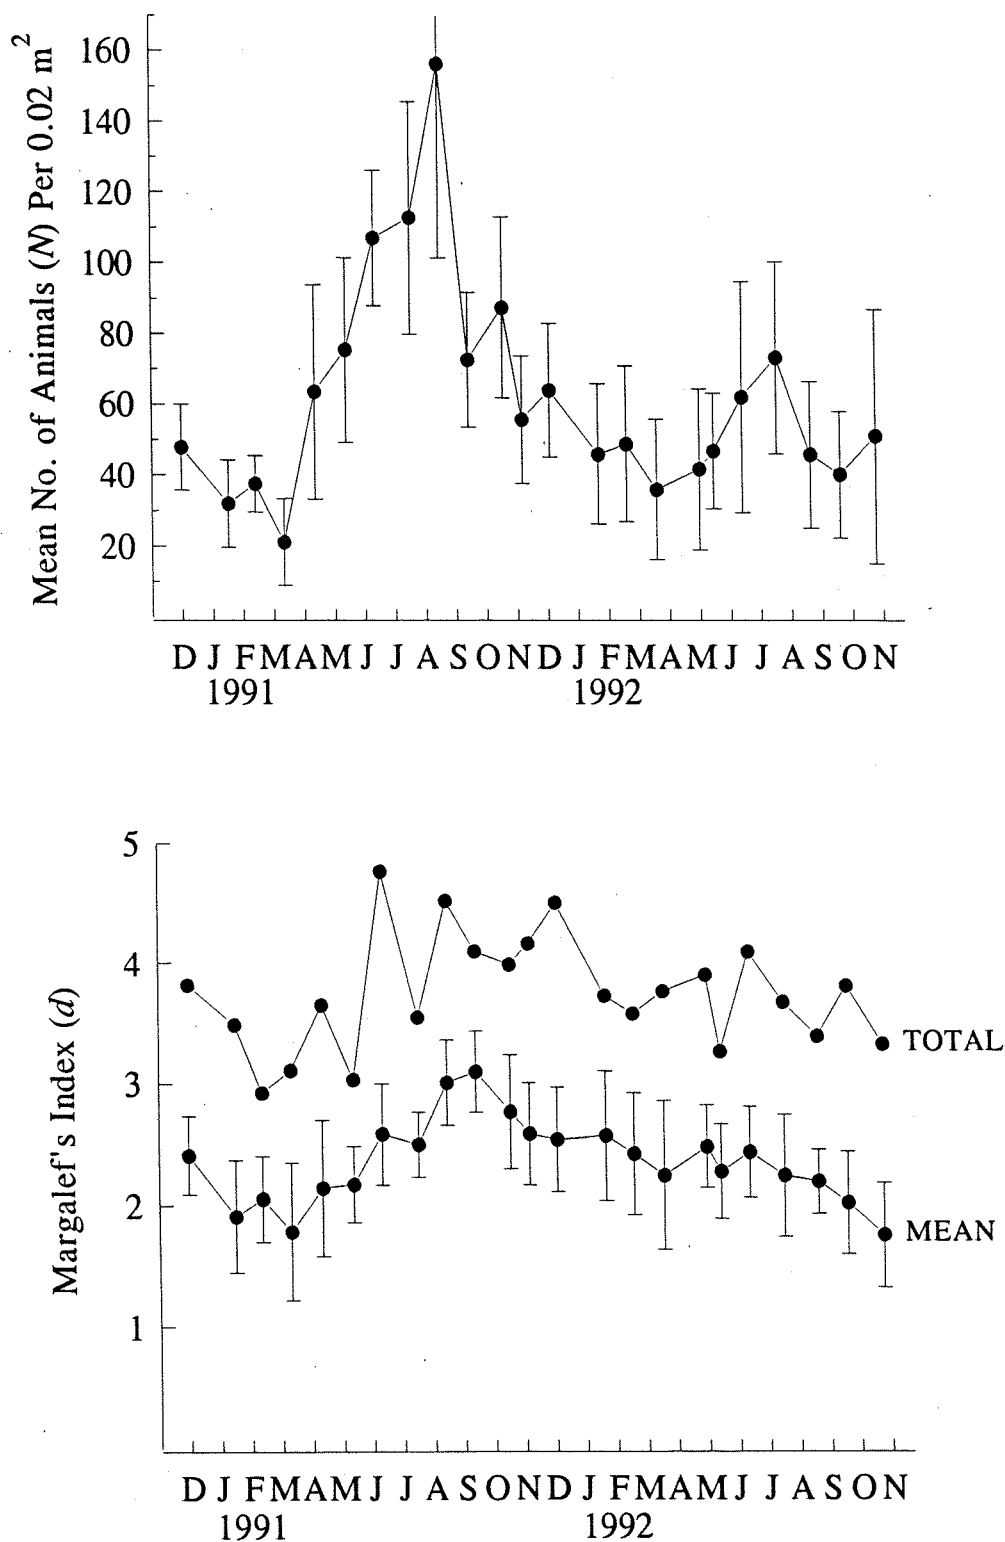 Mean No. of Animals (N) Per 0.02 m²
160
140
120
100
80
60
40
20
D J F M A M J J A S O N D J F M A M J J A S O N
1991 1992
Margalef's Index (d)
5
4
3
2
1
TOTAL
MEAN
D J F M A M J J A S O N D J F M A M J J A S O N
1991 1992